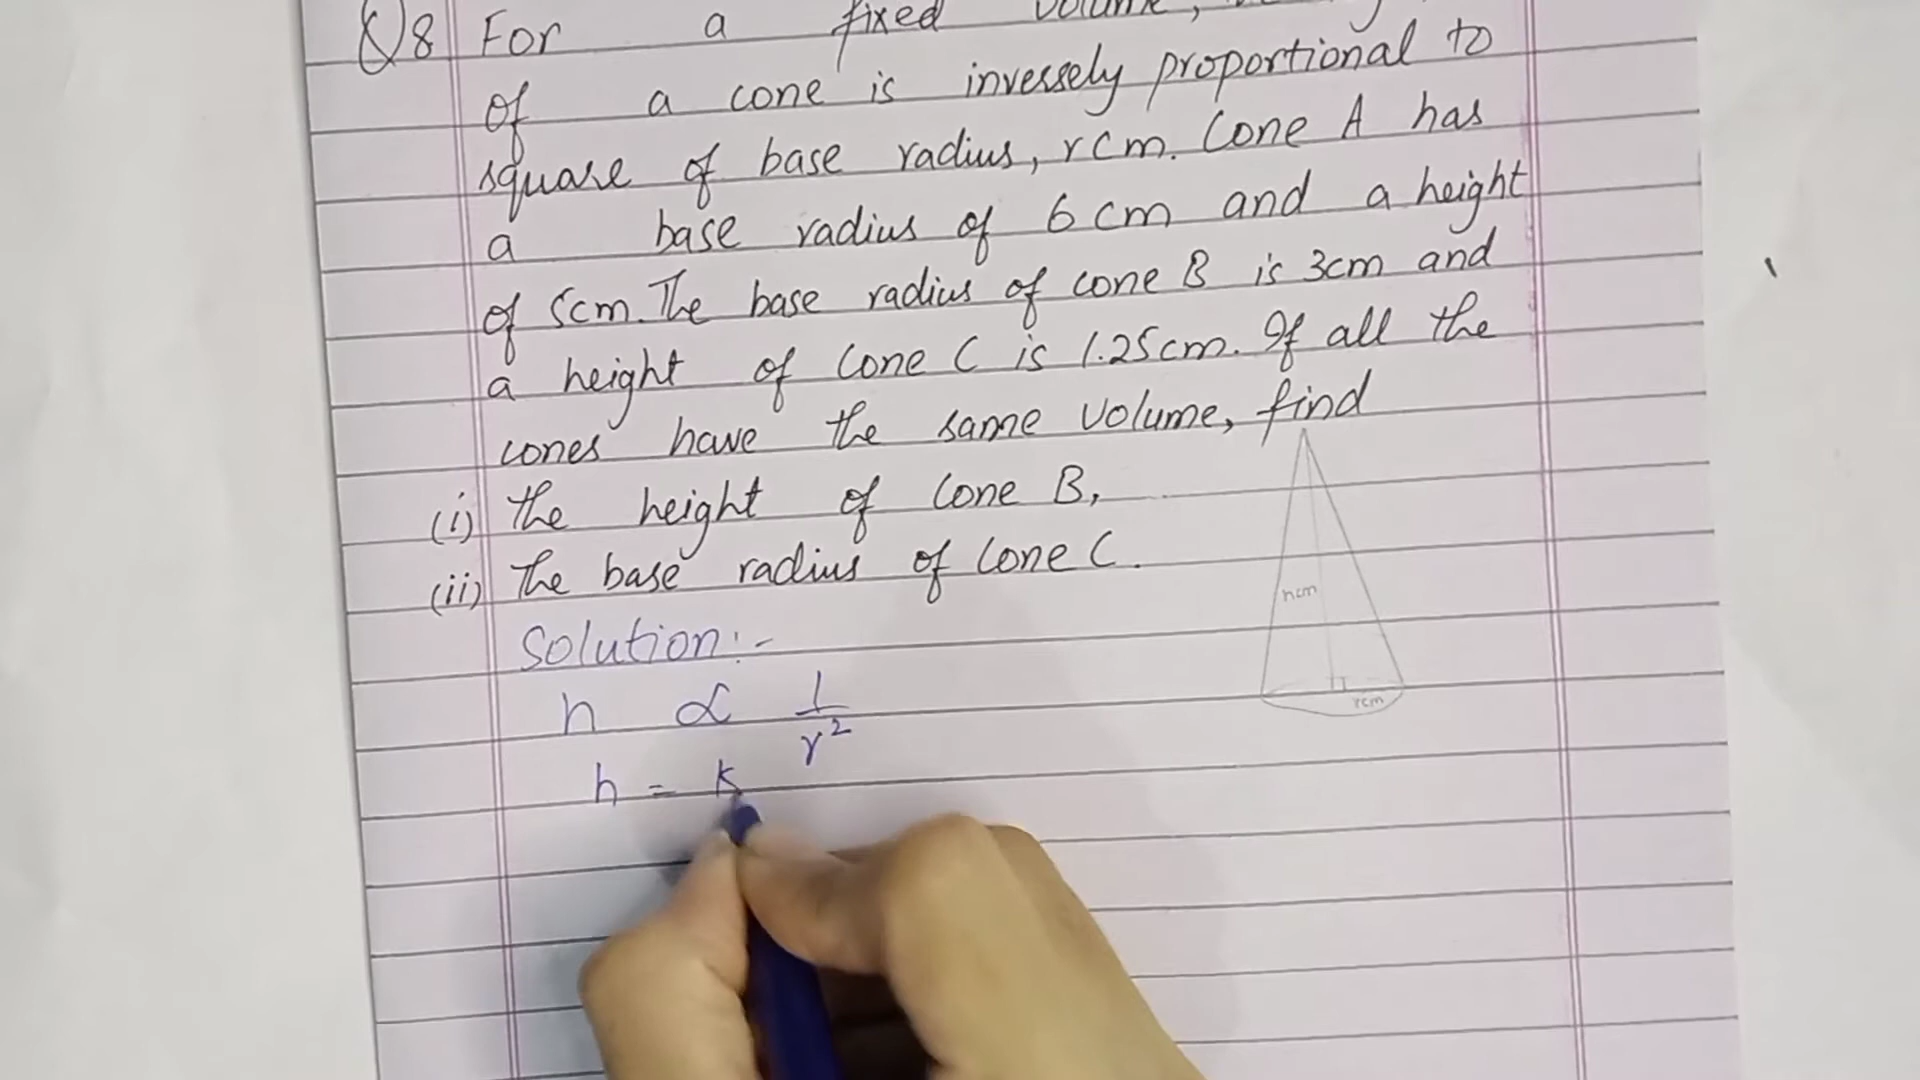 Q8 For a fixed volume,
of a cone is inversely proportional to
square of base radius, r cm. Cone A has
a base radius of 6 cm and a height
of 5cm. The base radius of cone B is 3cm and
a height of Cone C is 1.25cm. If all the
cones have the same volume, find
(i) the height of Cone B,
(ii) The base radius of Cone C.
Solution:-
h ∝ 1/r²
h = k
h cm
r cm